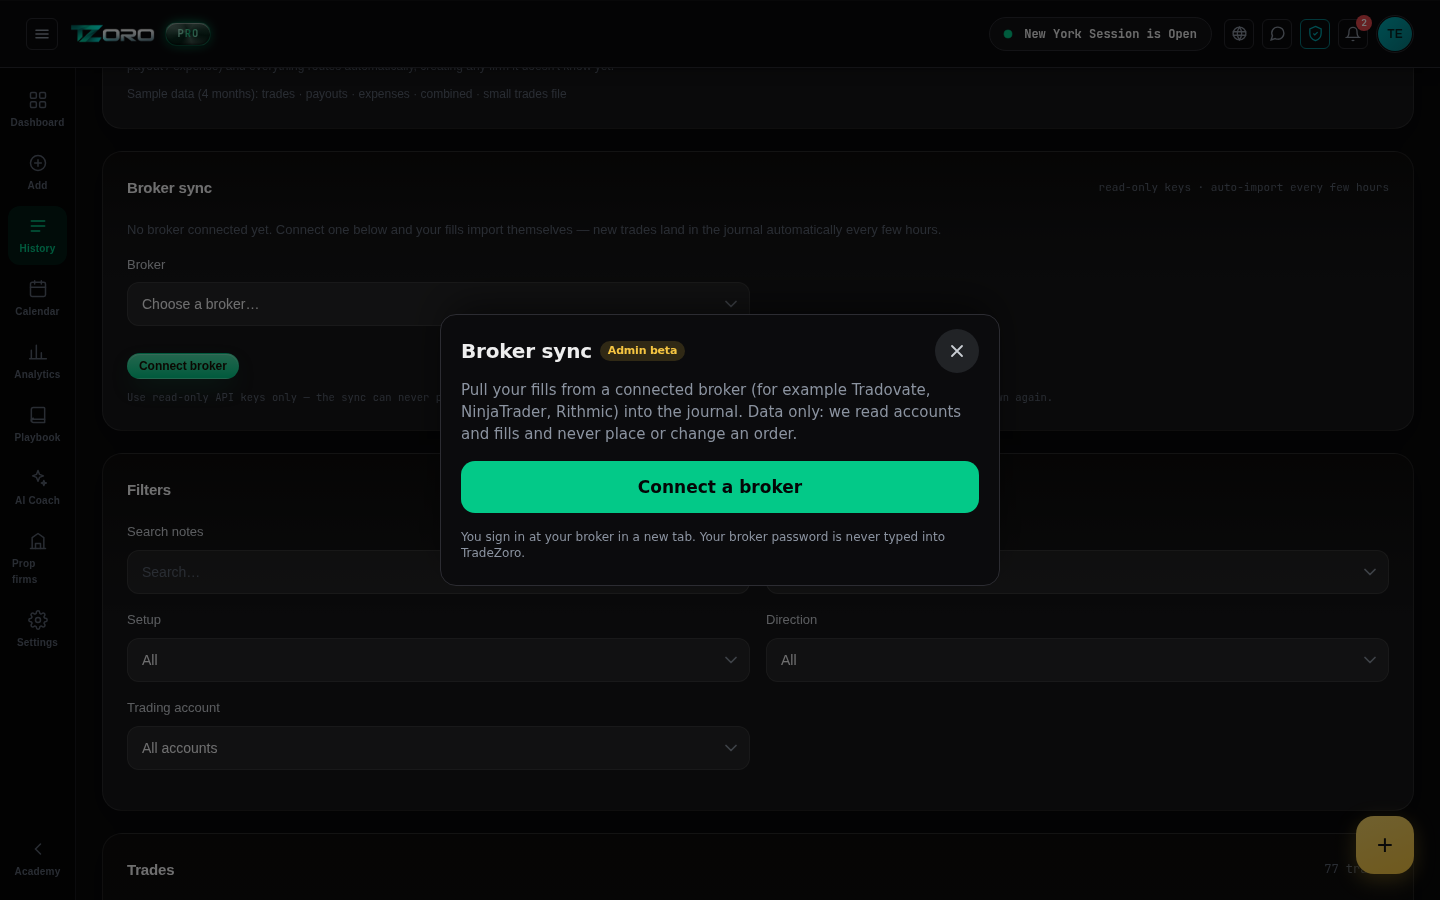 TZORO PRO
New York Session is Open
2
TE
Sample data (4 months): trades · payouts · expenses · combined · small trades file
Dashboard
Add
History
Calendar
Analytics
Playbook
AI Coach
Prop
firms
Settings
Academy
Broker sync
read-only keys · auto-import every few hours
No broker connected yet. Connect one below and your fills import themselves — new trades land in the journal automatically every few hours.
Broker
Choose a broker…
Connect broker
Use read-only API keys only — the sync can never
again.
Broker sync
Admin beta
Pull your fills from a connected broker (for example Tradovate,
NinjaTrader, Rithmic) into the journal. Data only: we read accounts
and fills and never place or change an order.
Connect a broker
You sign in at your broker in a new tab. Your broker password is never typed into
TradeZoro.
Filters
Search notes
Search…
Setup
All
Direction
All
Trading account
All accounts
Trades
77